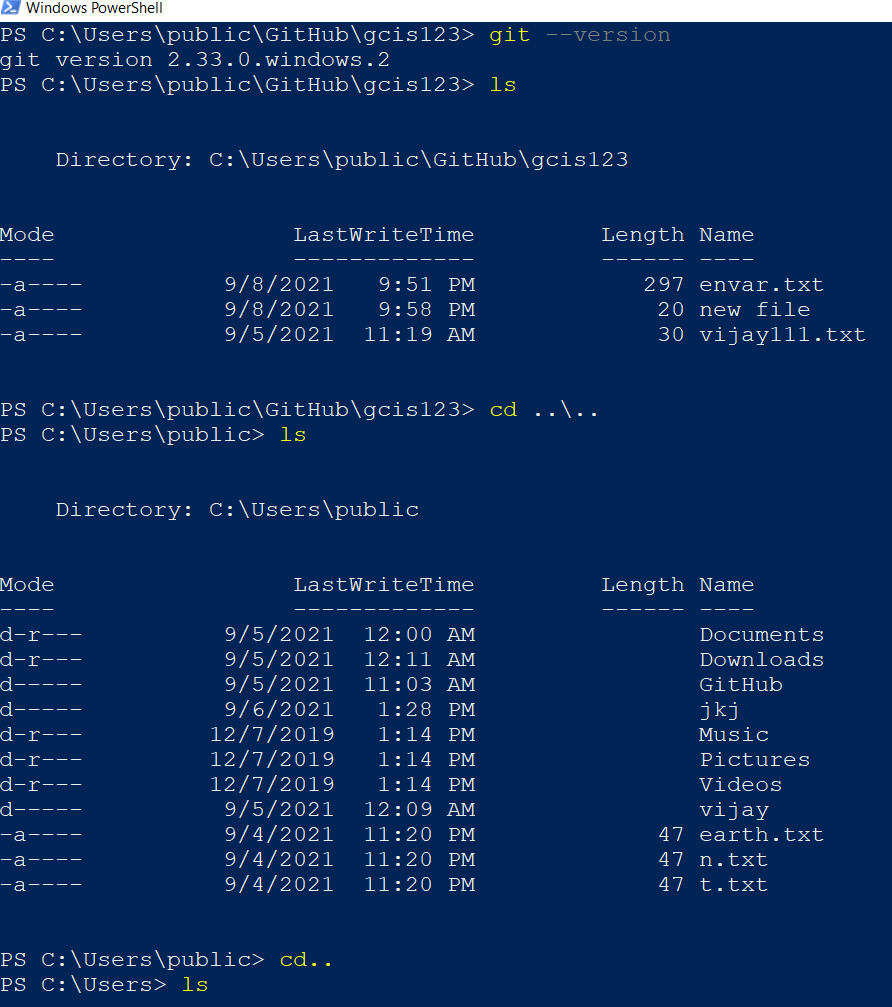 Windows PowerShell
PS C:\Users\public\GitHub\gcis123> git --version
git version 2.33.0.windows.2
PS C:\Users\public\GitHub\gcis123> ls
    Directory: C:\Users\public\GitHub\gcis123
Mode                 LastWriteTime         Length Name
----                 -------------         ------ ----
-a----          9/8/2021   9:51 PM            297 envar.txt
-a----          9/8/2021   9:58 PM             20 new file
-a----          9/5/2021  11:19 AM             30 vijay111.txt
PS C:\Users\public\GitHub\gcis123> cd ..\..
PS C:\Users\public> ls
    Directory: C:\Users\public
Mode                 LastWriteTime         Length Name
----                 -------------         ------ ----
d-r---          9/5/2021  12:00 AM                Documents
d-r---          9/5/2021  12:11 AM                Downloads
d-----          9/5/2021  11:03 AM                GitHub
d-----          9/6/2021   1:28 PM                jkj
d-r---         12/7/2019   1:14 PM                Music
d-r---         12/7/2019   1:14 PM                Pictures
d-r---         12/7/2019   1:14 PM                Videos
d-----          9/5/2021  12:09 AM                vijay
-a----          9/4/2021  11:20 PM             47 earth.txt
-a----          9/4/2021  11:20 PM             47 n.txt
-a----          9/4/2021  11:20 PM             47 t.txt
PS C:\Users\public> cd..
PS C:\Users> ls